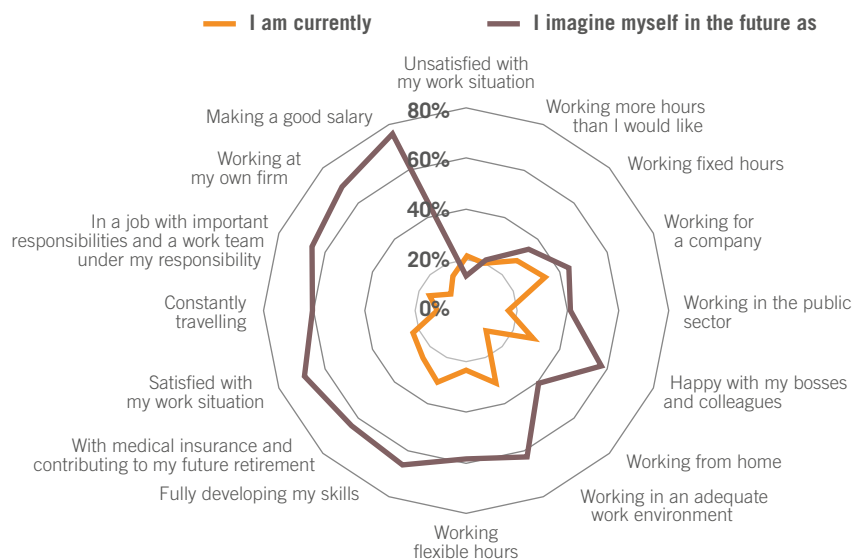 I am currently
I imagine myself in the future as
Unsatisfied with
my work situation
Working more hours
than I would like
Working fixed hours
Working for
a company
Working in the public
sector
Happy with my bosses
and colleagues
Working from home
Working in an adequate
work environment
Working
flexible hours
Fully developing my skills
With medical insurance and
contributing to my future retirement
Satisfied with
my work situation
Constantly
travelling
In a job with important
responsibilities and a work team
under my responsibility
Working at
my own firm
Making a good salary
80%
60%
40%
20%
0%